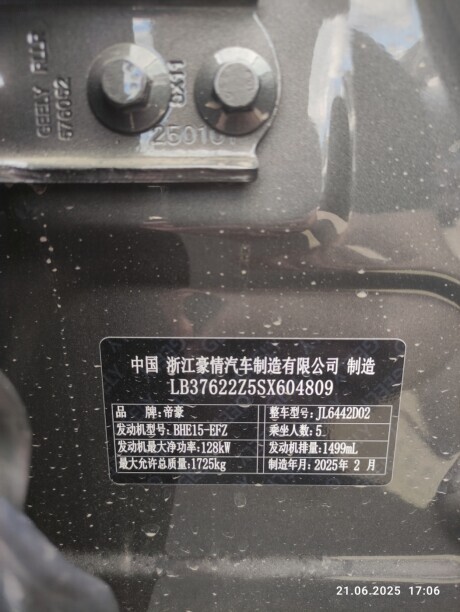 GEELY
576052
250101
中国 浙江豪情汽车制造有限公司 制造
LB37622Z5SX604809
品 牌:帝豪 整车型号:JL6442D02
发动机型号:BHE15-EFZ 乘坐人数:5
发动机最大净功率:128kW 发动机排量:1499mL
最大允许总质量:1725kg 制造年月:2025年 2 月
21.06.2025 17:06